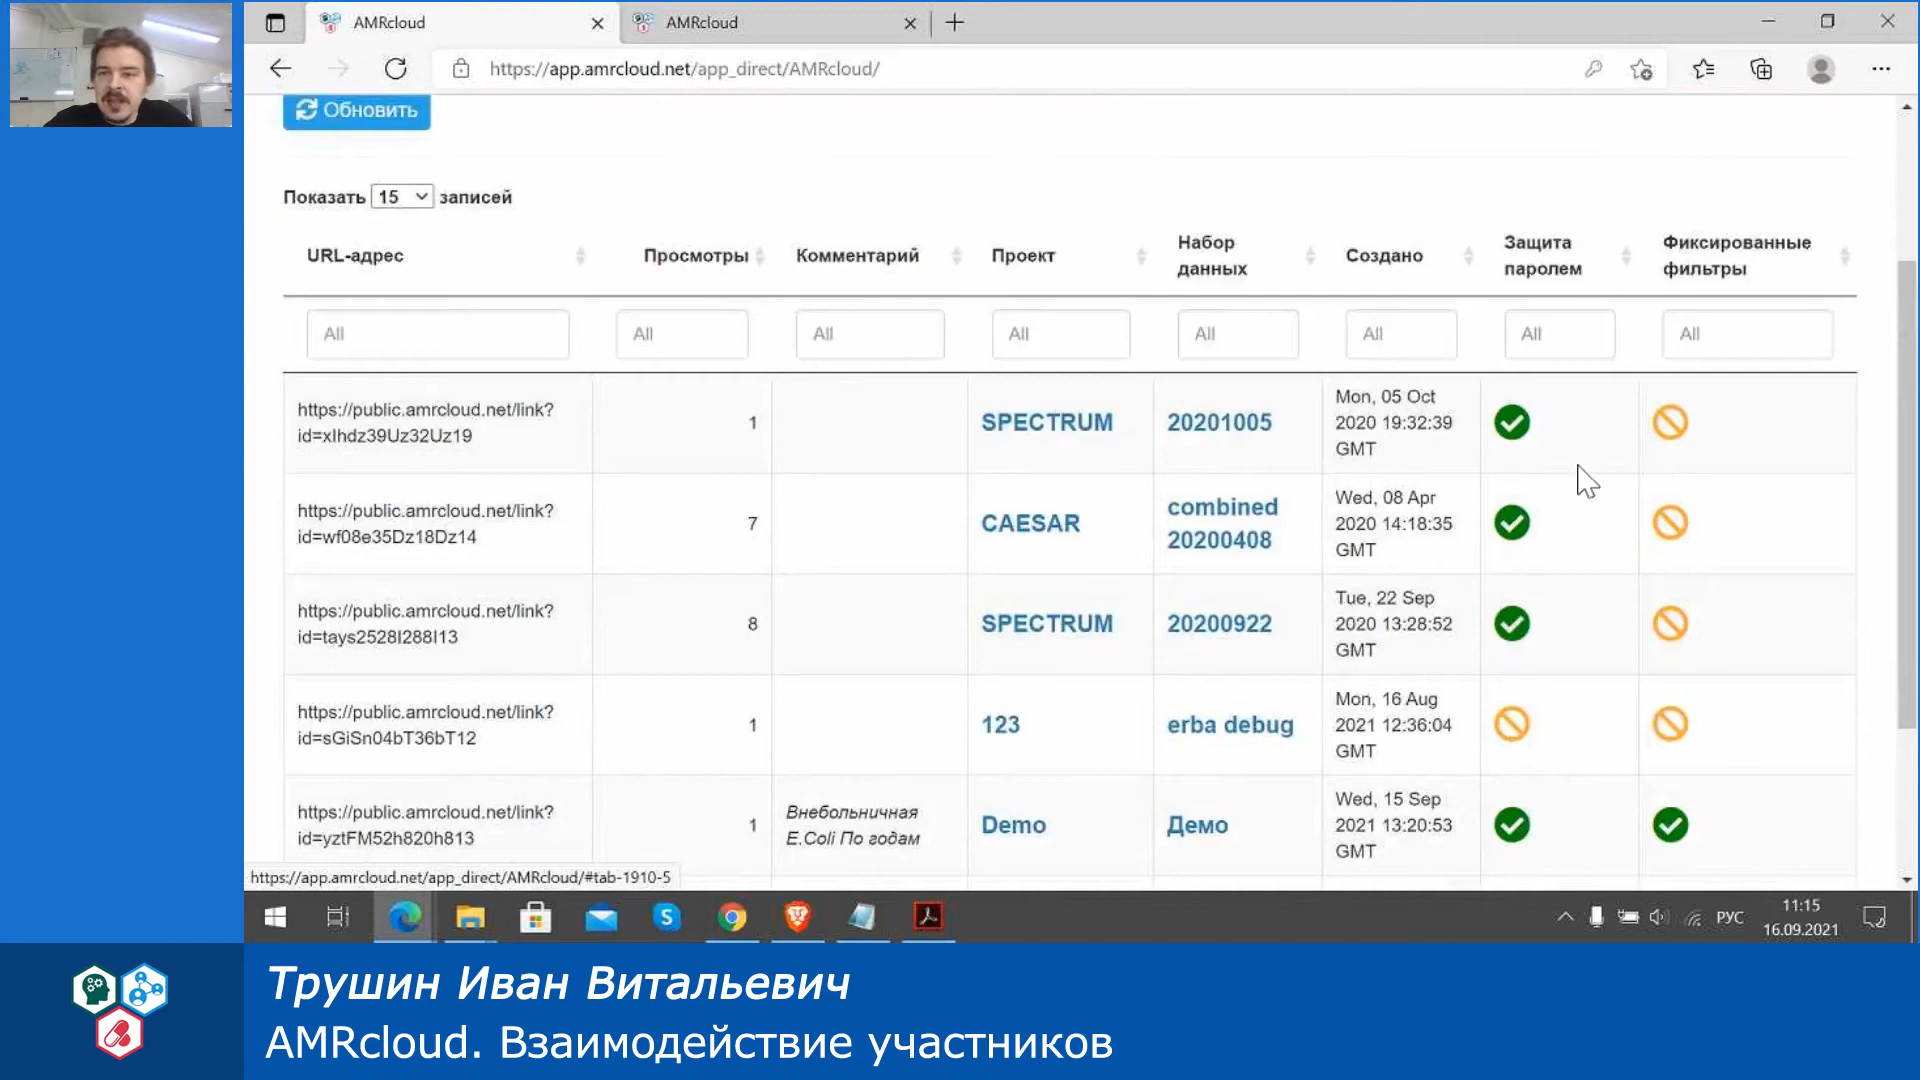 AMRcloud
AMRcloud
https://app.amrcloud.net/app_direct/AMRcloud/
Обновить
Показать 15 записей
URL-адрес
Просмотры
Комментарий
Проект
Набор данных
Создано
Защита паролем
Фиксированные фильтры
All
All
All
All
All
All
All
All
https://public.amrcloud.net/link?
id=xIhdz39Uz32Uz19
1
SPECTRUM
20201005
Mon, 05 Oct
2020 19:32:39
GMT
https://public.amrcloud.net/link?
id=wf08e35Dz18Dz14
7
CAESAR
combined
20200408
Wed, 08 Apr
2020 14:18:35
GMT
https://public.amrcloud.net/link?
id=tays2528I288I13
8
SPECTRUM
20200922
Tue, 22 Sep
2020 13:28:52
GMT
https://public.amrcloud.net/link?
id=sGiSn04bT36bT12
1
123
erba debug
Mon, 16 Aug
2021 12:36:04
GMT
https://public.amrcloud.net/link?
id=yztFM52h820h813
1
Внебольничная
E.Coli По годам
Demo
Демо
Wed, 15 Sep
2021 13:20:53
GMT
https://app.amrcloud.net/app_direct/AMRcloud/#tab-1910-5
РУС
11:15
16.09.2021
Трушин Иван Витальевич
AMRcloud. Взаимодействие участников